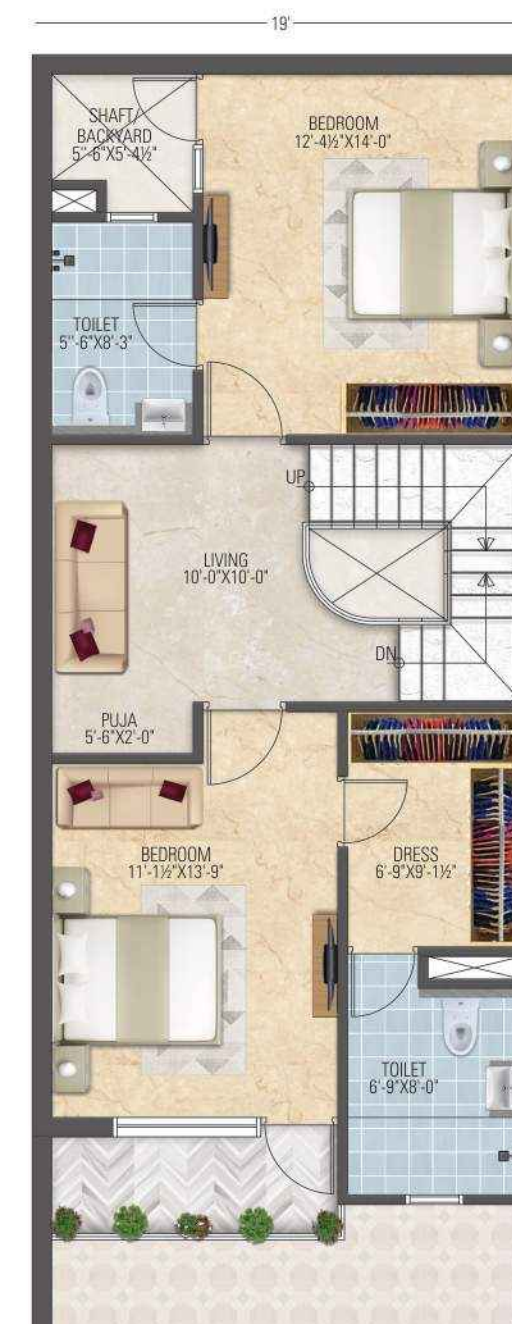 19'
SHAFT/
BACKYARD
5''-6"X5'-4½"
BEDROOM
12'-4½"X14'-0"
TOILET
5''-6"X8'-3"
UP
LIVING
10'-0"X10'-0"
DN
PUJA
5'-6"X2'-0"
BEDROOM
11'-1½"X13'-9"
DRESS
6'-9"X9'-1½"
TOILET
6'-9"X8'-0"